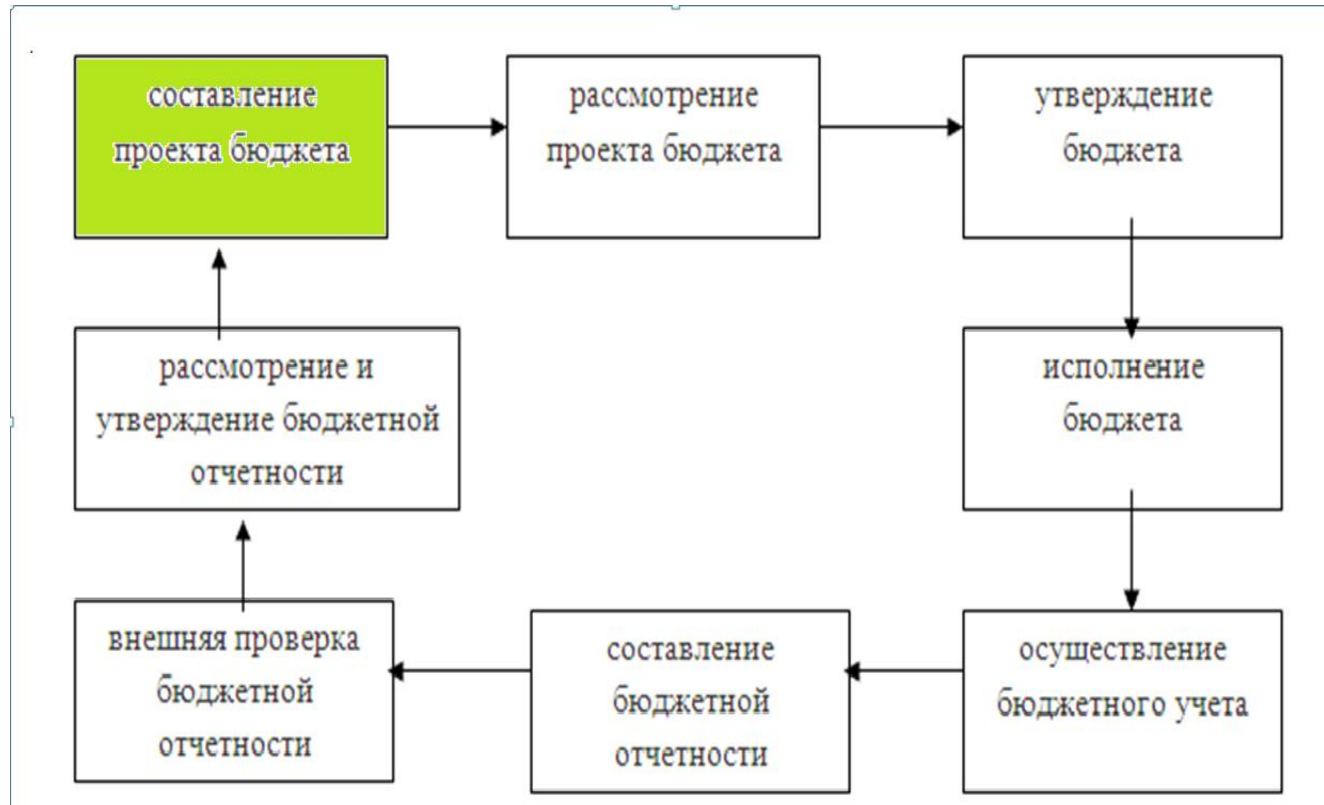 составление
проекта бюджета
рассмотрение
проекта бюджета
утверждение
бюджета
исполнение
бюджета
осуществление
бюджетного учета
составление
бюджетной
отчетности
внешняя проверка
бюджетной
отчетности
рассмотрение и
утверждение бюджетной
отчетности